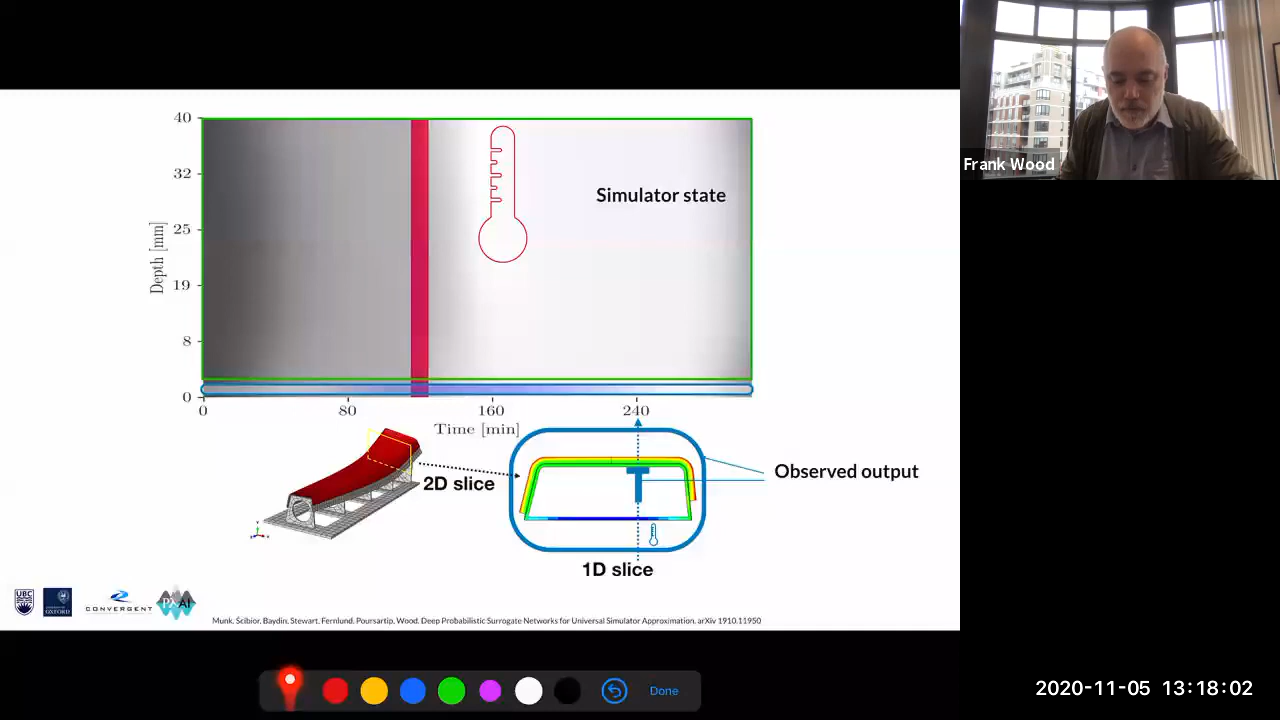 Frank Wood
40
32
25
19
8
0
Depth [mm]
Simulator state
0
80
160
240
Time [min]
2D slice
Observed output
1D slice
UBC
OXFORD
CONVERGENT
PLAI
Munk, Ścibior, Baydin, Stewart, Fernlund, Poursartip, Wood. Deep Probabilistic Surrogate Networks for Universal Simulator Approximation. arXiv 1910.11950
Done
2020-11-05 13:18:02